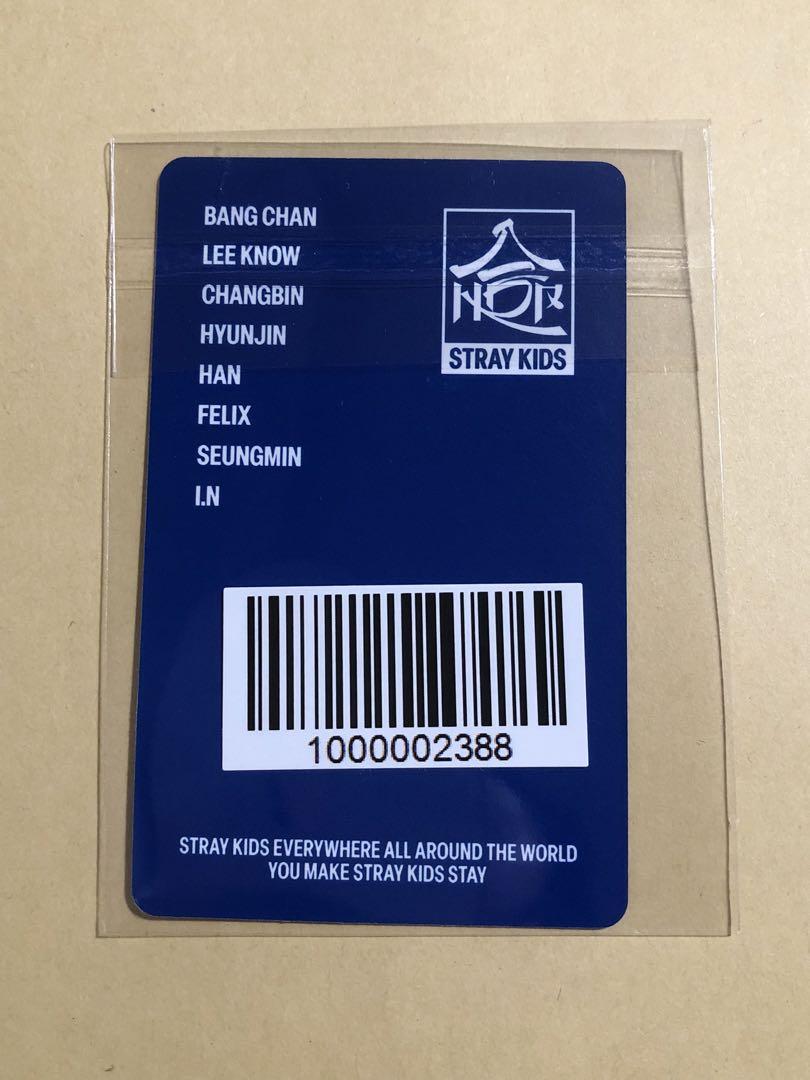 BANG CHAN
LEE KNOW
CHANGBIN
HYUNJIN
HAN
FELIX
SEUNGMIN
I.N
STRAY KIDS
1000002388
STRAY KIDS EVERYWHERE ALL AROUND THE WORLD
YOU MAKE STRAY KIDS STAY